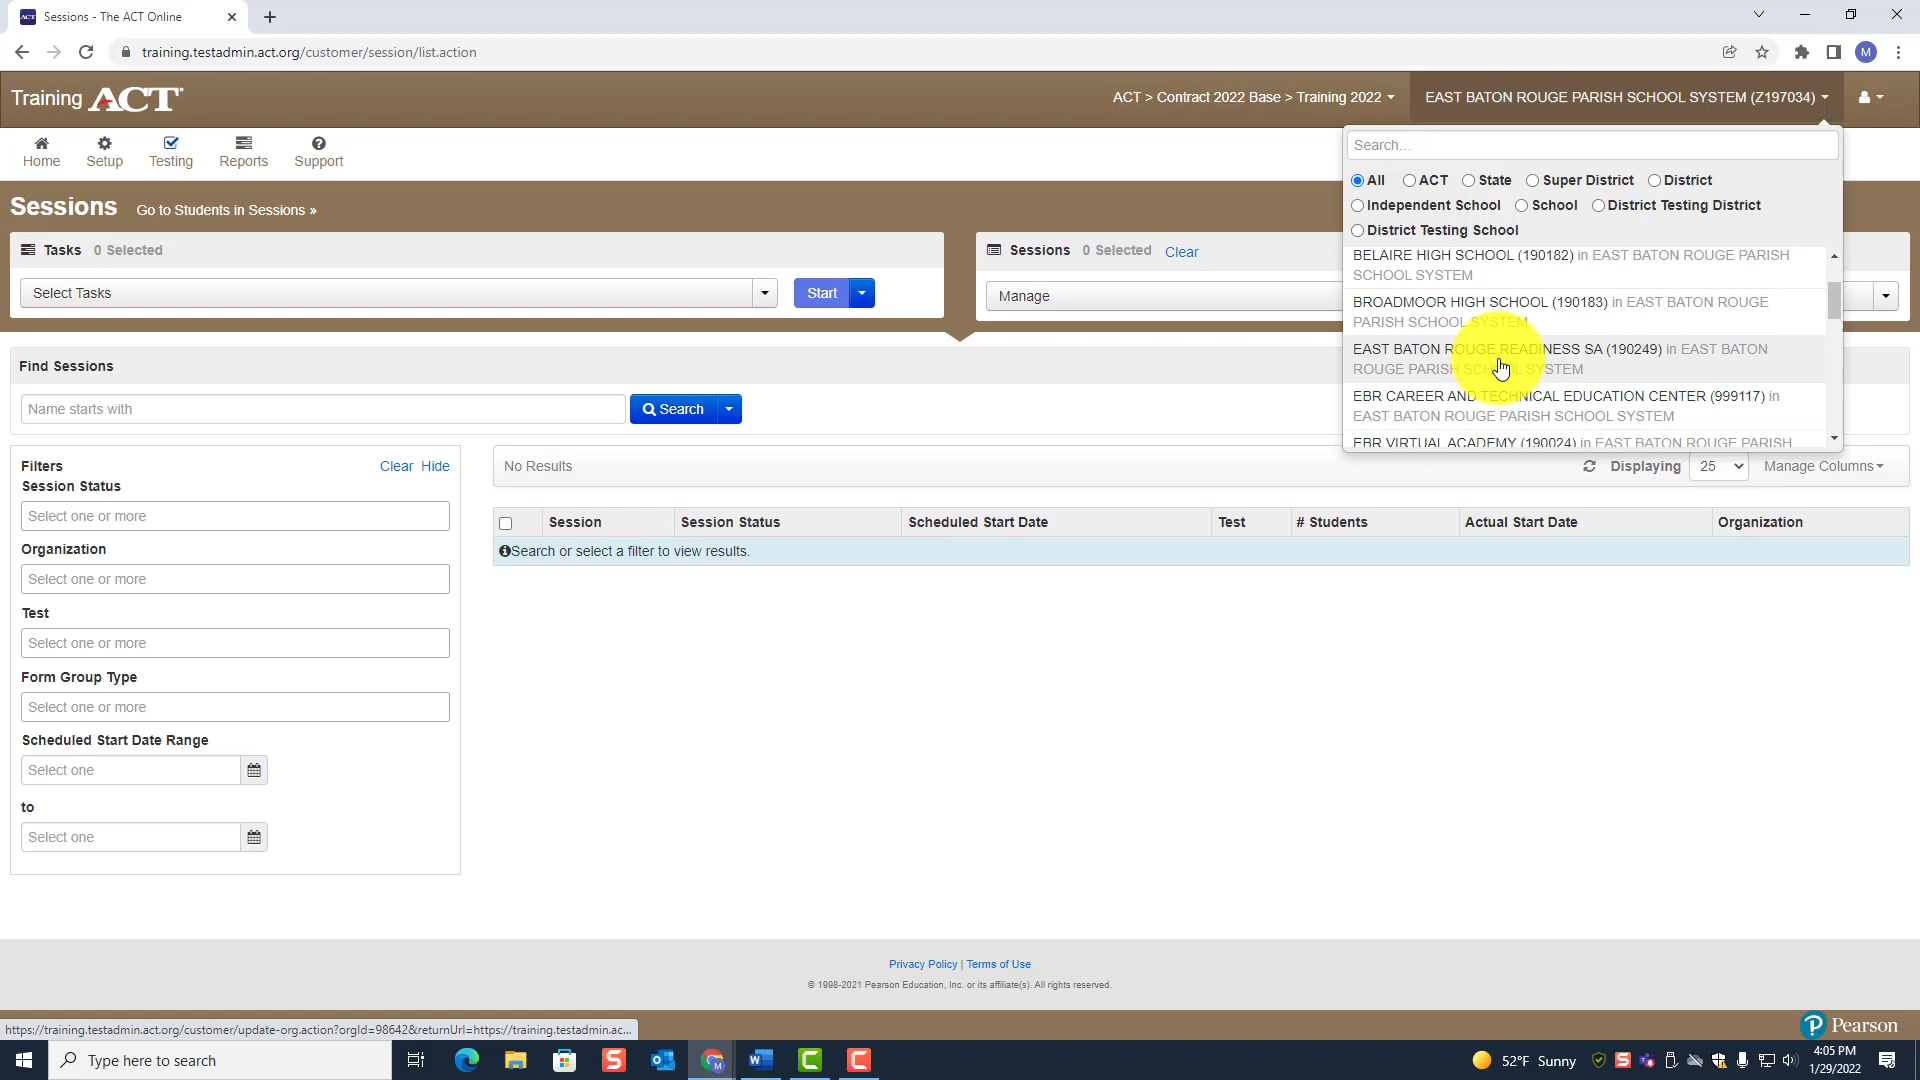 Sessions - The ACT Online
training.testadmin.act.org/customer/session/list.action
M
Training ACT
ACT > Contract 2022 Base > Training 2022
EAST BATON ROUGE PARISH SCHOOL SYSTEM (Z197034)
Home
Setup
Testing
Reports
Support
Search...
All ACT State Super District District
Independent School School District Testing District
District Testing School
BELAIRE HIGH SCHOOL (190182) in EAST BATON ROUGE PARISH
SCHOOL SYSTEM
BROADMOOR HIGH SCHOOL (190183) in EAST BATON ROUGE
PARISH SCHOOL SYSTEM
EAST BATON ROUGE READINESS SA (190249) in EAST BATON
ROUGE PARISH SCHOOL SYSTEM
EBR CAREER AND TECHNICAL EDUCATION CENTER (999117) in
EAST BATON ROUGE PARISH SCHOOL SYSTEM
EBR VIRTUAL ACADEMY (190024) in EAST BATON ROUGE PARISH
Sessions Go to Students in Sessions »
Tasks 0 Selected
Select Tasks
Start
Sessions 0 Selected Clear
Manage
Find Sessions
Name starts with
Search
Filters Clear Hide
Session Status
Select one or more
Organization
Select one or more
Test
Select one or more
Form Group Type
Select one or more
Scheduled Start Date Range
Select one
to
Select one
No Results
Displaying 25 Manage Columns
Session Session Status Scheduled Start Date Test # Students Actual Start Date Organization
Search or select a filter to view results.
Privacy Policy | Terms of Use
© 1998-2021 Pearson Education, Inc. or its affiliate(s). All rights reserved.
https://training.testadmin.act.org/customer/update-org.action?orgId=98642&returnUrl=https://training.testadmin.ac...
Pearson
Type here to search
52°F Sunny
4:05 PM
1/29/2022